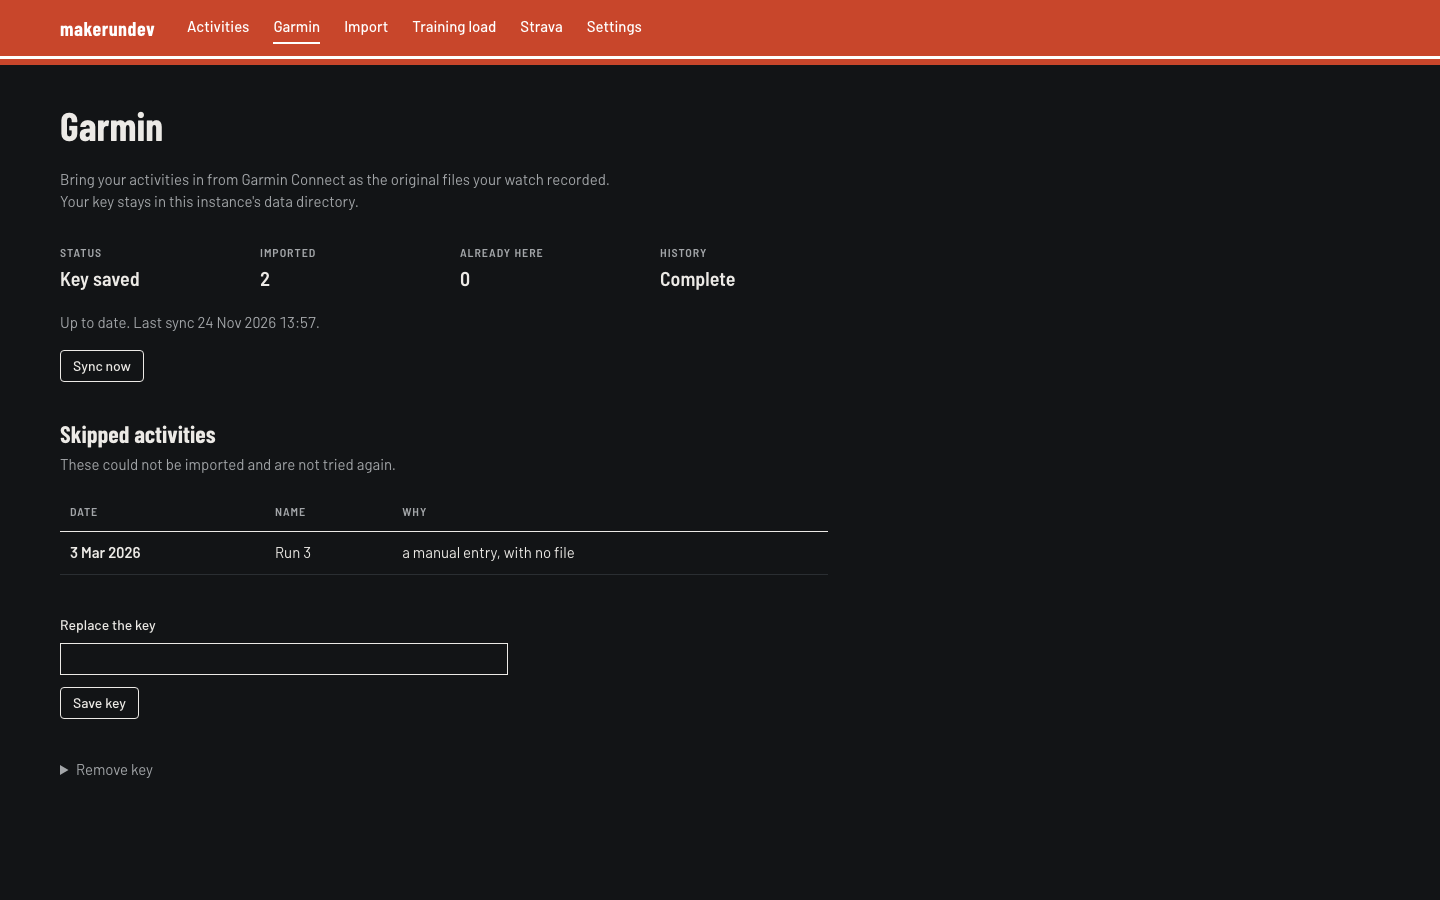 makerundev
Activities
Garmin
Import
Training load
Strava
Settings
Garmin
Bring your activities in from Garmin Connect as the original files your watch recorded.
Your key stays in this instance's data directory.
STATUS
Key saved
IMPORTED
2
ALREADY HERE
0
HISTORY
Complete
Up to date. Last sync 24 Nov 2026 13:57.
Sync now
Skipped activities
These could not be imported and are not tried again.
DATE NAME WHY
3 Mar 2026 Run 3 a manual entry, with no file
Replace the key
Save key
Remove key